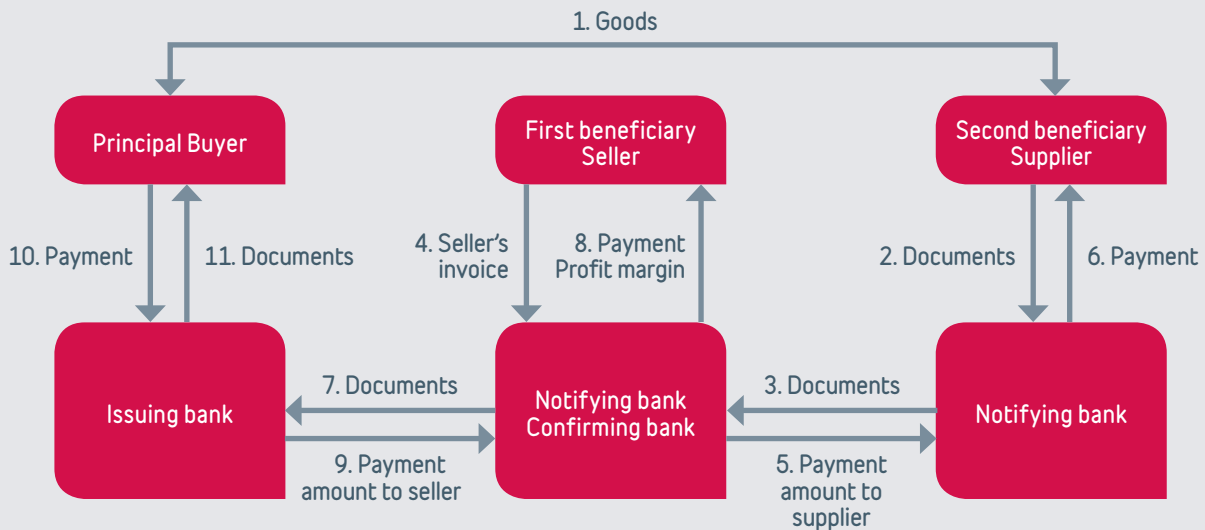 1. Goods
Principal Buyer
First beneficiary
Seller
Second beneficiary
Supplier
10. Payment
11. Documents
4. Seller's
invoice
8. Payment
Profit margin
2. Documents
6. Payment
Issuing bank
7. Documents
9. Payment
amount to seller
Notifying bank
Confirming bank
3. Documents
5. Payment
amount to
supplier
Notifying bank